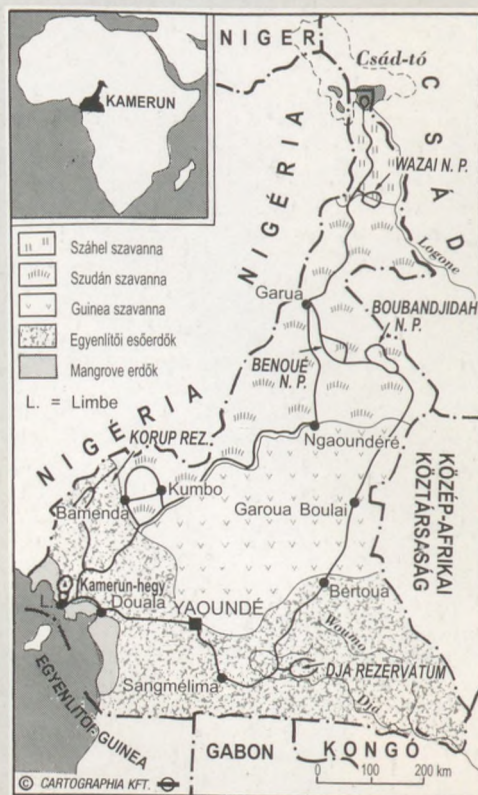 KAMERUN
NIGER
Csád-tó
CSÁD
NIGÉRIA
WAZAI N. P.
Logone
Száhel szavanna
Szudán szavanna
Guinea szavanna
Egyenlítői esőerdők
Mangrove erdők
L. = Limbe
Garua
BOUBANDJIDAH
N. P.
BENOUÉ
N. P.
NIGÉRIA
KORUP REZ.
Ngaoundéré
Kumbo
Bamenda
Garoua Boulai
KÖZÉP-AFRIKAI
KÖZTÁRSASÁG
Kamerun-hegy
L.
Douala
YAOUNDÉ
Bertoua
Woumo
DJA REZERVÁTUM
Sangmélima
Dja
EGYENLÍTŐI-GUINEA
GABON
KONGÓ
© CARTOGRAPHIA KFT.
0 100 200 km